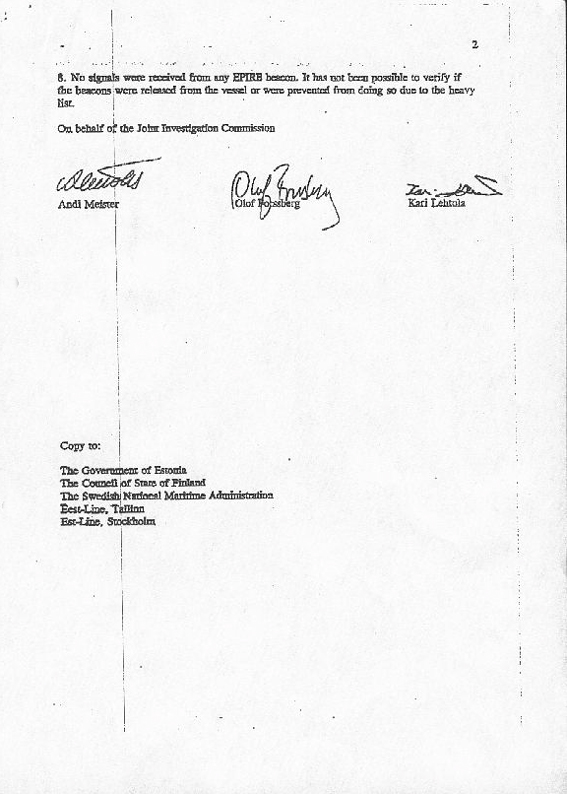 2
8. No signals were received from any EPIRB beacon. It has not been possible to verify if
the beacons were released from the vessel or were prevented from doing so due to the heavy
list.
On behalf of the Joint Investigation Commission
Andi Meister
Olof Forssberg
Kari Lehtola
Copy to:
The Government of Estonia
The Council of State of Finland
The Swedish National Maritime Administration
Eest-Line, Tallinn
Est-Line, Stockholm